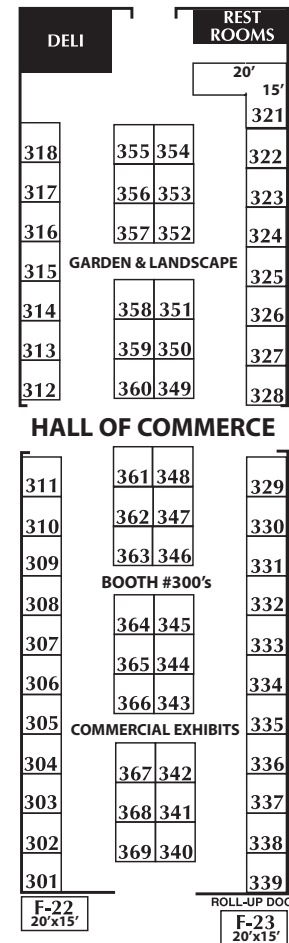 DELI
REST
ROOMS
20'
15'
321
318 355 354 322
317 356 353 323
316 357 352 324
GARDEN & LANDSCAPE
315 325
314 358 351 326
313 359 350 327
312 360 349 328
HALL OF COMMERCE
311 361 348 329
310 362 347 330
309 363 346 331
BOOTH #300's
308 364 345 332
307 365 344 333
306 366 343 334
305 COMMERCIAL EXHIBITS 335
304 367 342 336
303 368 341 337
302 369 340 338
301 339
ROLL-UP DOO
F-22
20'x15'
F-23
20'x15'